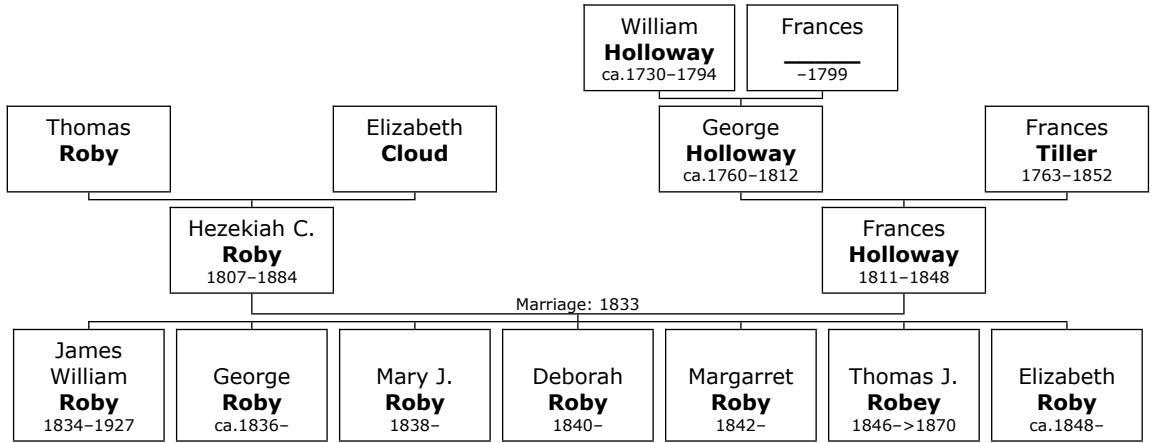 William
Holloway
ca.1730–1794
Frances
–1799
Thomas
Roby
Elizabeth
Cloud
George
Holloway
ca.1760–1812
Frances
Tiller
1763–1852
Hezekiah C.
Roby
1807–1884
Frances
Holloway
1811–1848
Marriage: 1833
James
William
Roby
1834–1927
George
Roby
ca.1836–
Mary J.
Roby
1838–
Deborah
Roby
1840–
Margarret
Roby
1842–
Thomas J.
Robey
1846–>1870
Elizabeth
Roby
ca.1848–